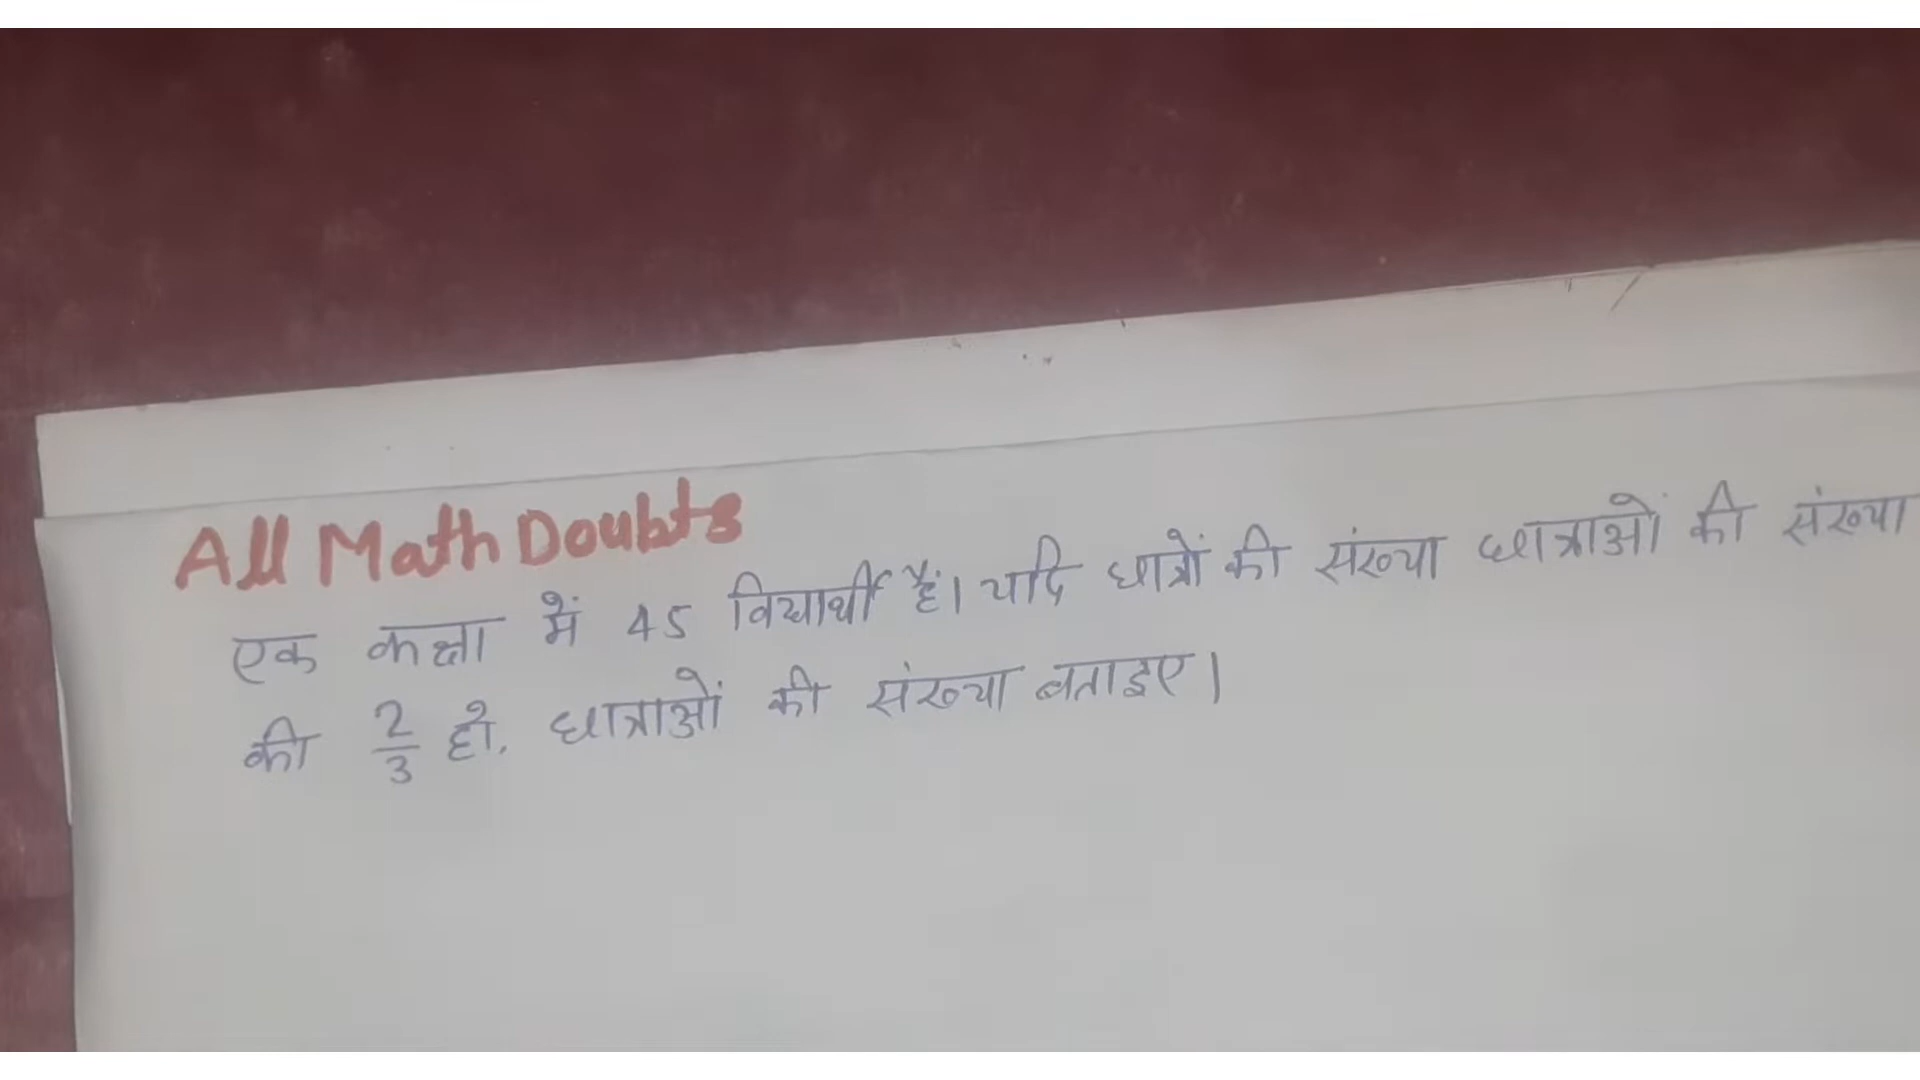 All Math Doubts
एक कक्षा में 45 विद्यार्थी हैं। यदि छात्रों की संख्या छात्राओं की संख्या
की 2/3 हो, छात्राओं की संख्या बताइए।